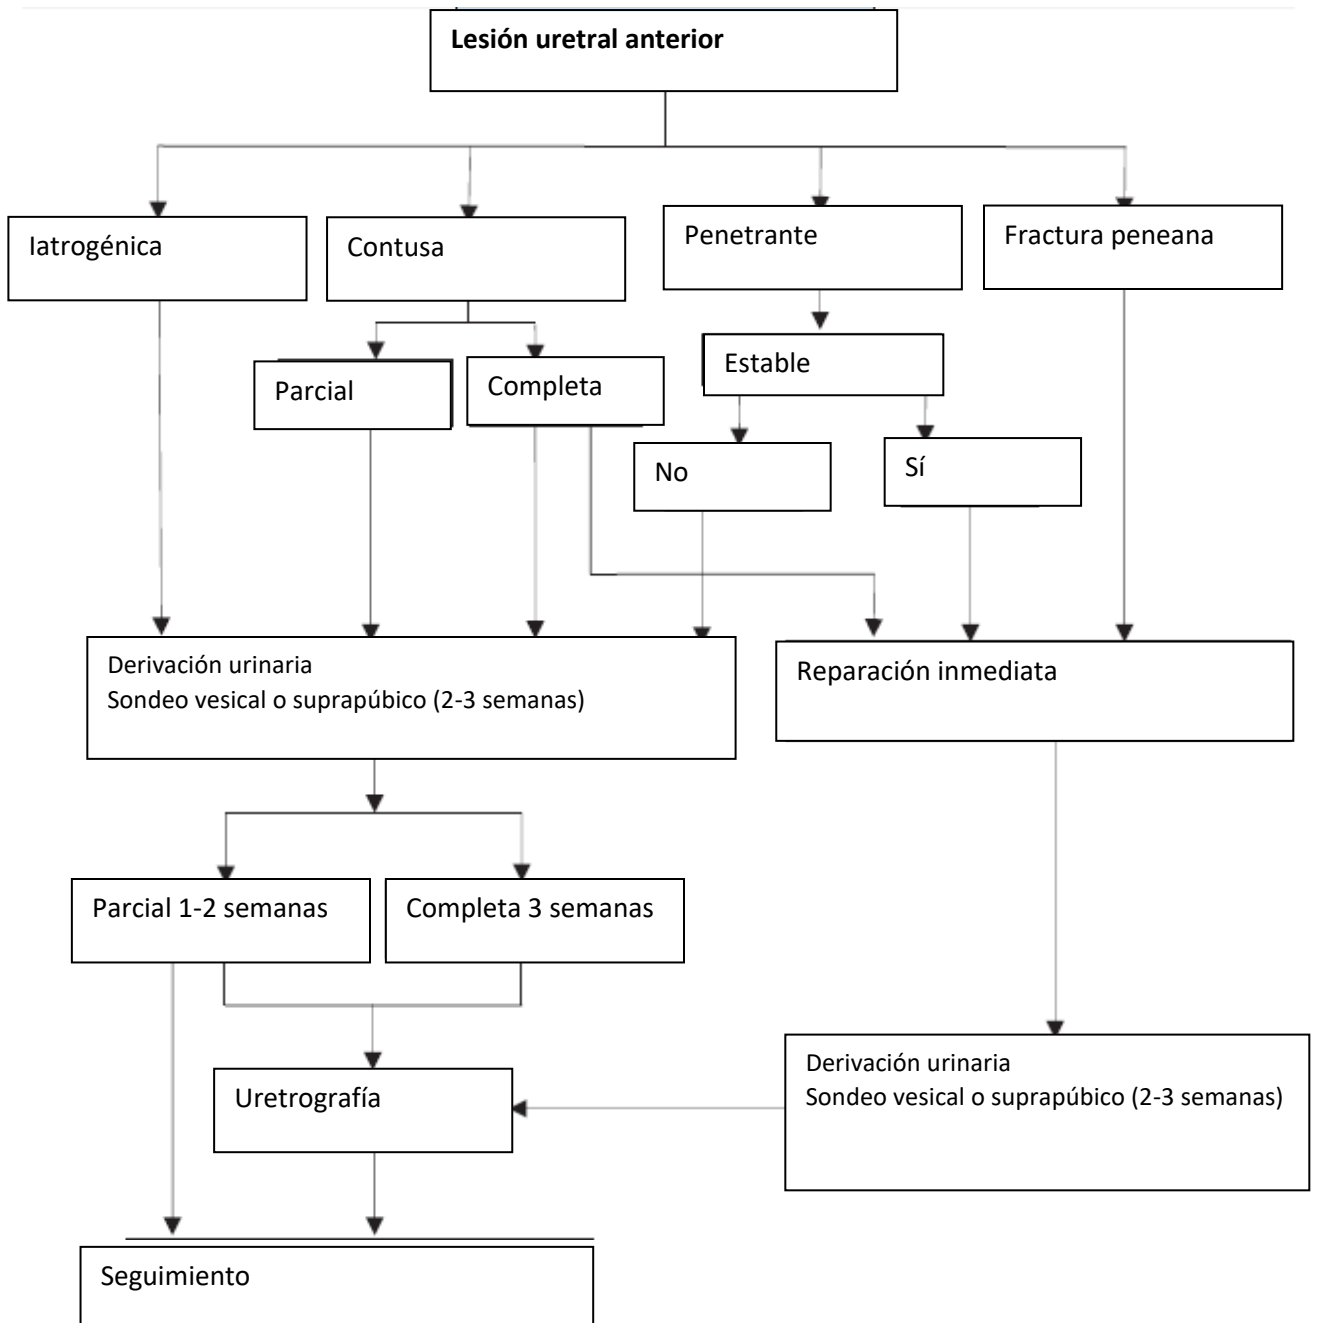 Lesión uretral anterior
Iatrogénica
Contusa
Penetrante
Fractura peneana
Parcial
Completa
Estable
No
Sí
Derivación urinaria
Sondeo vesical o suprapúbico (2-3 semanas)
Reparación inmediata
Parcial 1-2 semanas
Completa 3 semanas
Uretrografía
Derivación urinaria
Sondeo vesical o suprapúbico (2-3 semanas)
Seguimiento